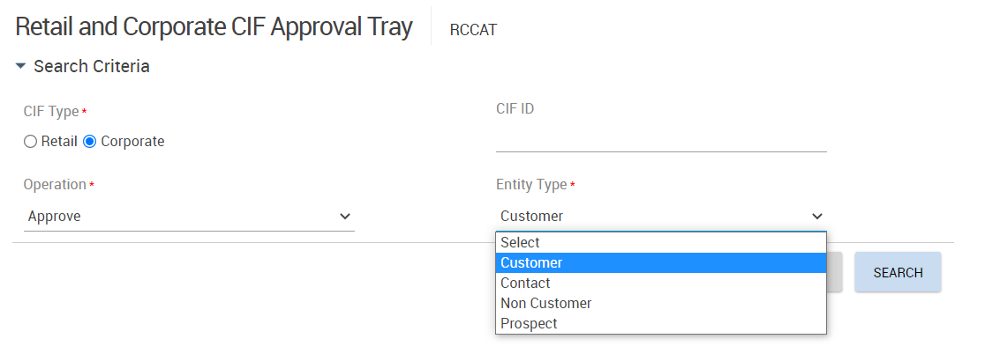 Retail and Corporate CIF Approval Tray RCCAT
Search Criteria
CIF Type *
CIF ID
Retail Corporate
Operation *
Entity Type *
Approve
Customer
Select
Customer
Contact
Non Customer
Prospect
SEARCH